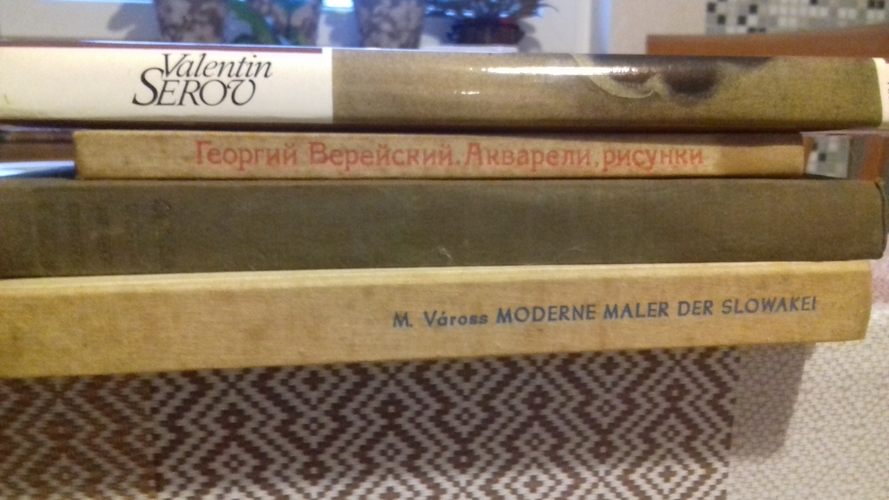 Valentin
SEROV
Георгий Верейский. Акварели, рисунки
M. Váross MODERNE MALER DER SLOWAKEI